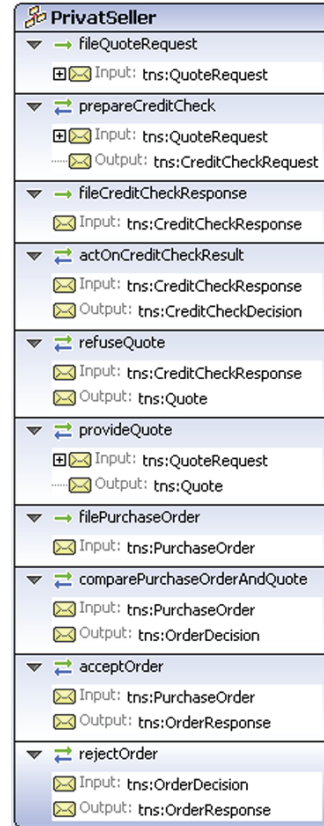 PrivatSeller
fileQuoteRequest
Input: tns:QuoteRequest
prepareCreditCheck
Input: tns:QuoteRequest
Output: tns:CreditCheckRequest
fileCreditCheckResponse
Input: tns:CreditCheckResponse
actOnCreditCheckResult
Input: tns:CreditCheckResponse
Output: tns:CreditCheckDecision
refuseQuote
Input: tns:CreditCheckResponse
Output: tns:Quote
provideQuote
Input: tns:QuoteRequest
Output: tns:Quote
filePurchaseOrder
Input: tns:PurchaseOrder
comparePurchaseOrderAndQuote
Input: tns:PurchaseOrder
Output: tns:OrderDecision
acceptOrder
Input: tns:PurchaseOrder
Output: tns:OrderResponse
rejectOrder
Input: tns:OrderDecision
Output: tns:OrderResponse